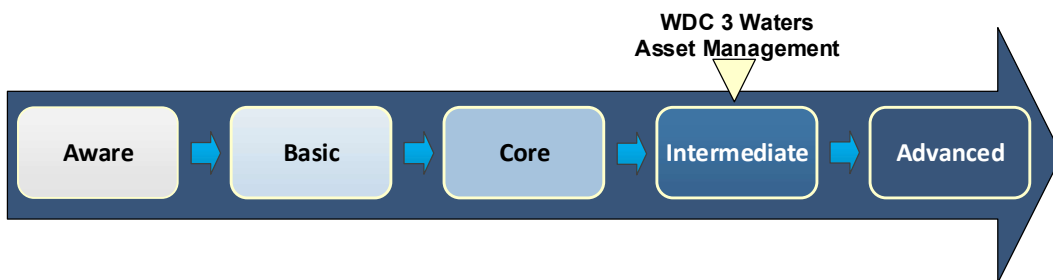 WDC 3 Waters
Asset Management
Aware
Basic
Core
Intermediate
Advanced